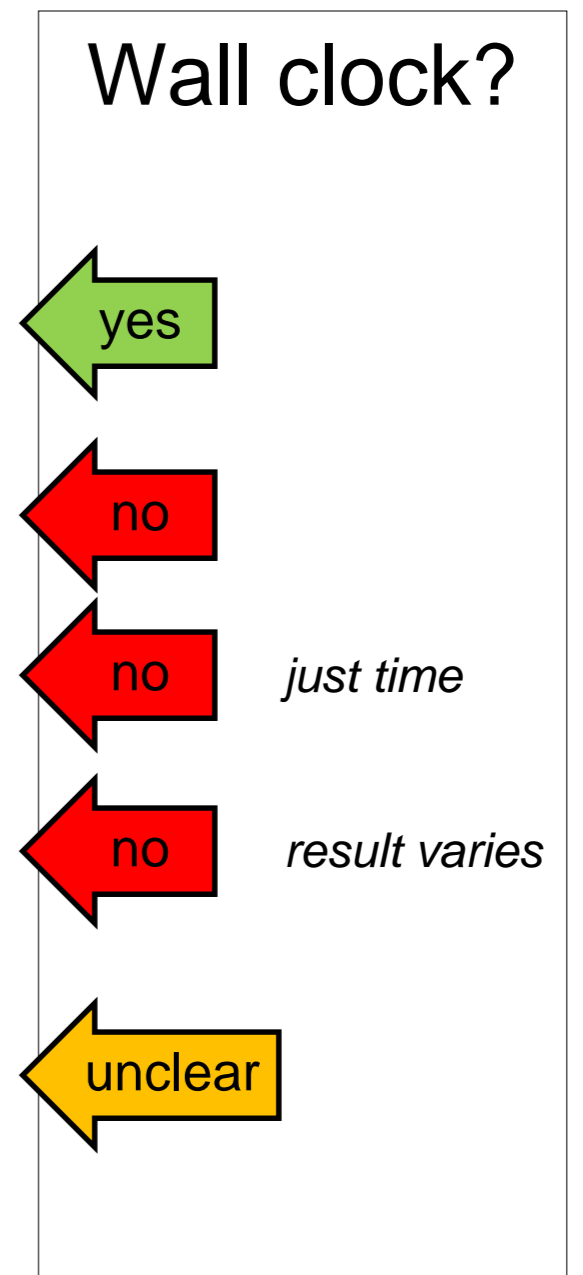 Wall clock?
yes
no
no just time
no result varies
unclear